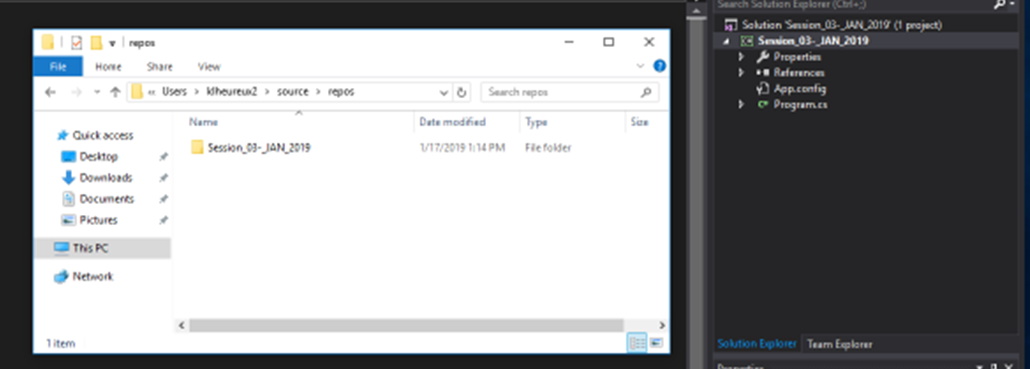 repos
File Home Share View
« Users › klheureux2 › source › repos
Search repos
Name Date modified Type Size
Quick access
Desktop
Downloads
Documents
Pictures
This PC
Network
Session_03-_JAN_2019 1/17/2019 1:14 PM File folder
1 item
Search Solution Explorer (Ctrl+;)
Solution 'Session_03-_JAN_2019' (1 project)
Session_03-_JAN_2019
Properties
References
App.config
Program.cs
Solution Explorer Team Explorer
Properties